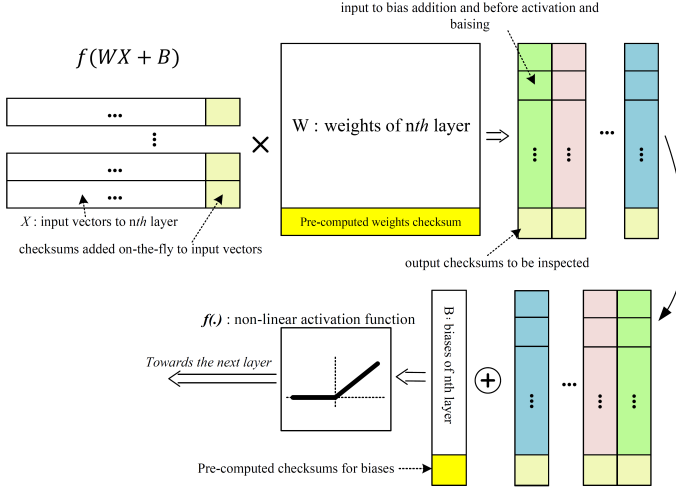 input to bias addition and before activation and
baising
f(WX + B)
...
...
...
...
W : weights of nth layer
Pre-computed weights checksum
...
...
...
...
X : input vectors to nth layer
checksums added on-the-fly to input vectors
output checksums to be inspected
f(.) : non-linear activation function
Towards the next layer
B: biases of nth layer
...
...
...
...
Pre-computed checksums for biases